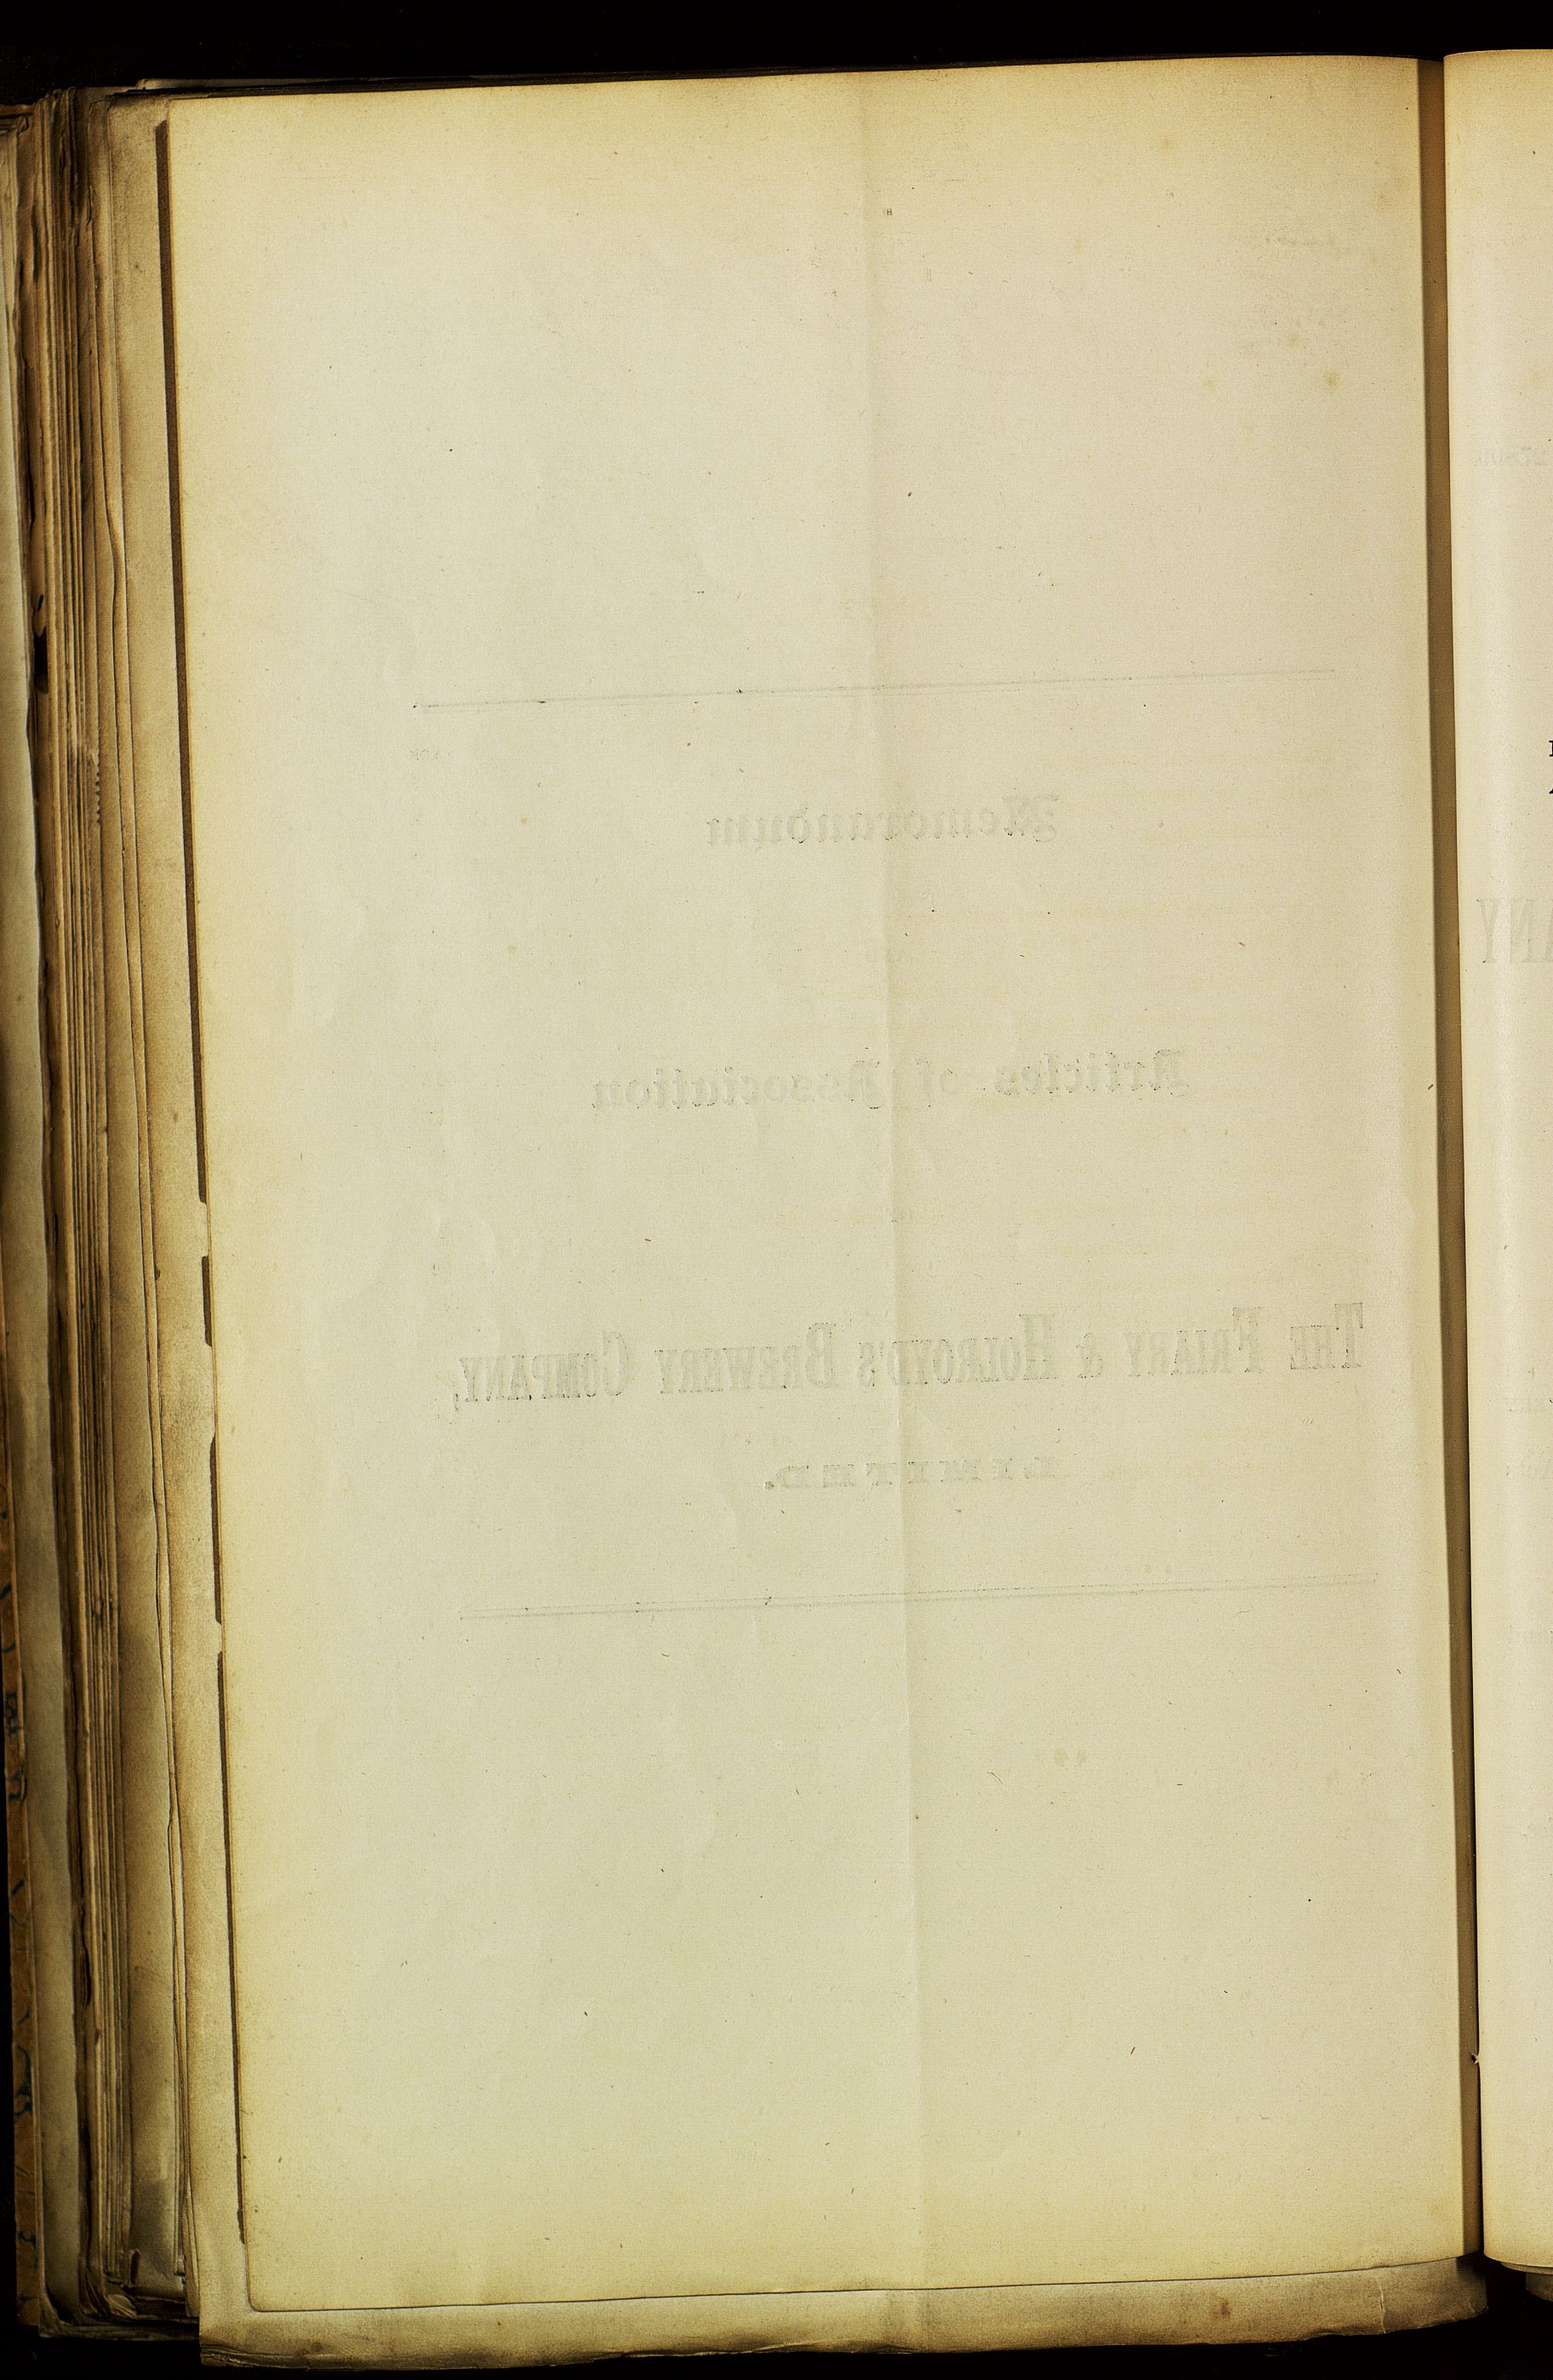 Memorandum
Articles of Association
THE FRIARY & HOLROYD'S BREWERY COMPANY,
LIMITED.